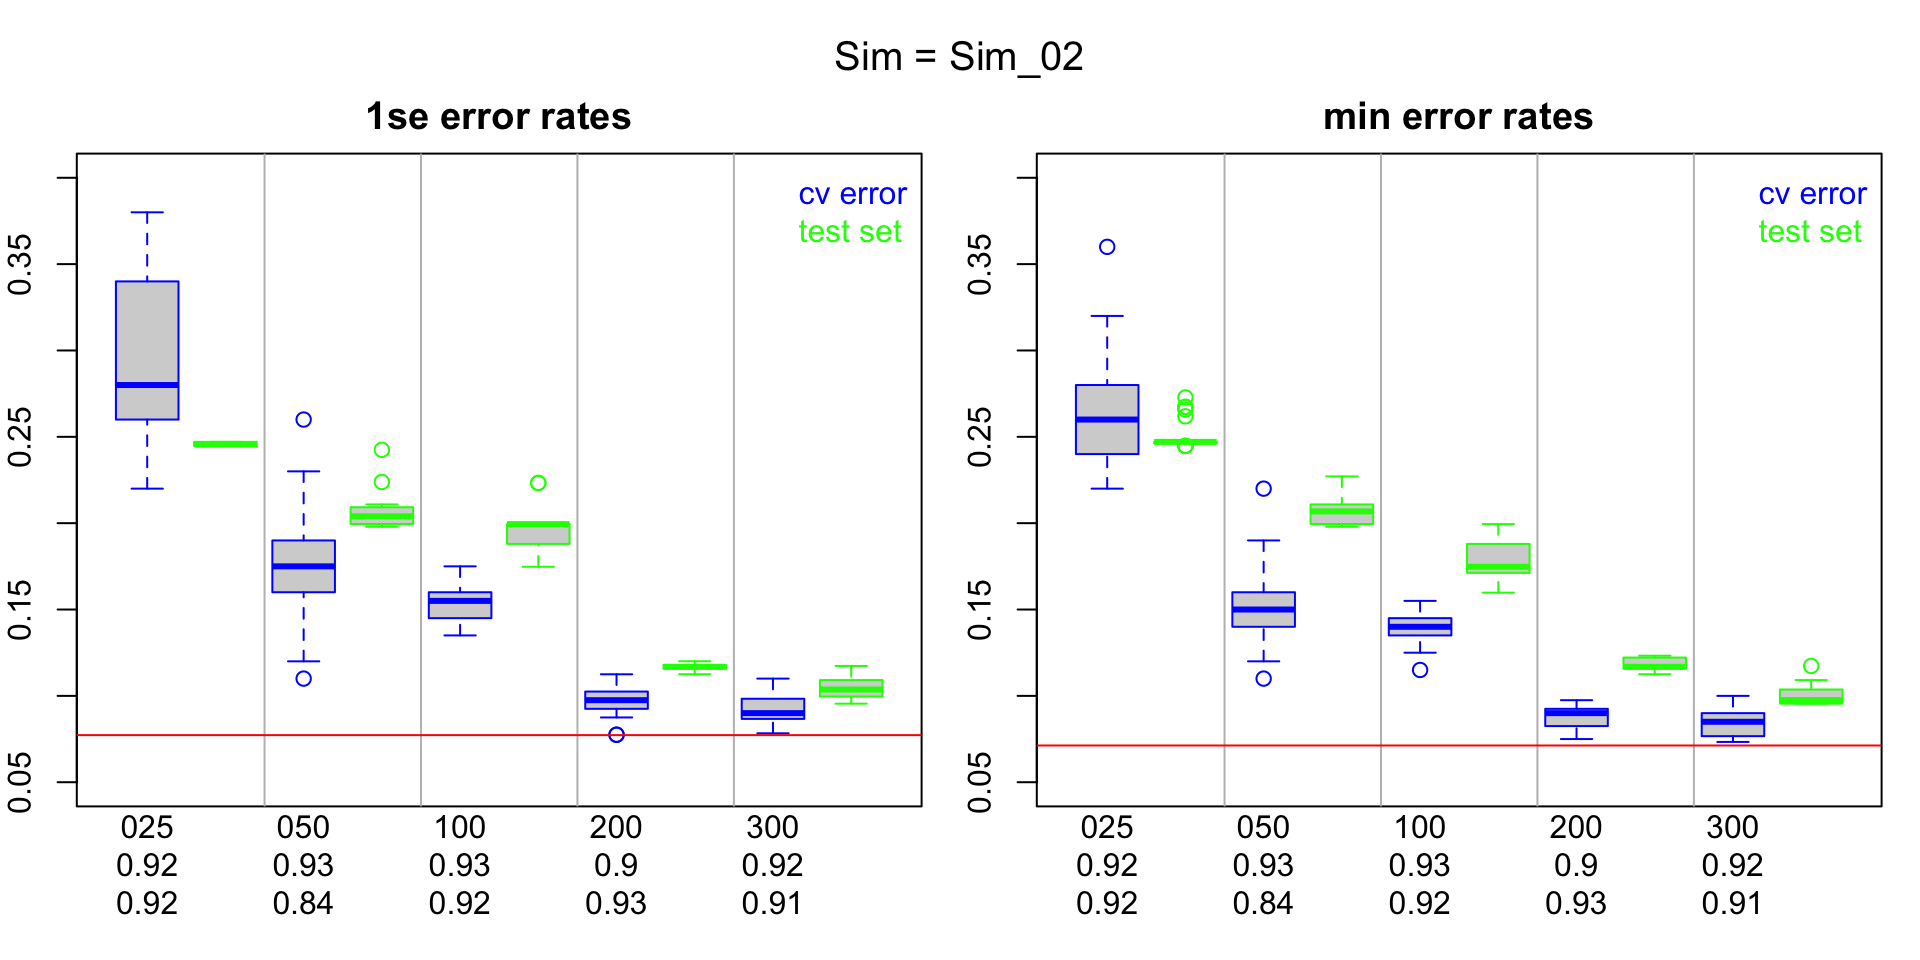 Sim = Sim_02
1se error rates
cv error
test set
0.35
0.25
0.15
0.05
025 050 100 200 300
0.92 0.93 0.93 0.9 0.92
0.92 0.84 0.92 0.93 0.91
min error rates
cv error
test set
0.35
0.25
0.15
0.05
025 050 100 200 300
0.92 0.93 0.93 0.9 0.92
0.92 0.84 0.92 0.93 0.91